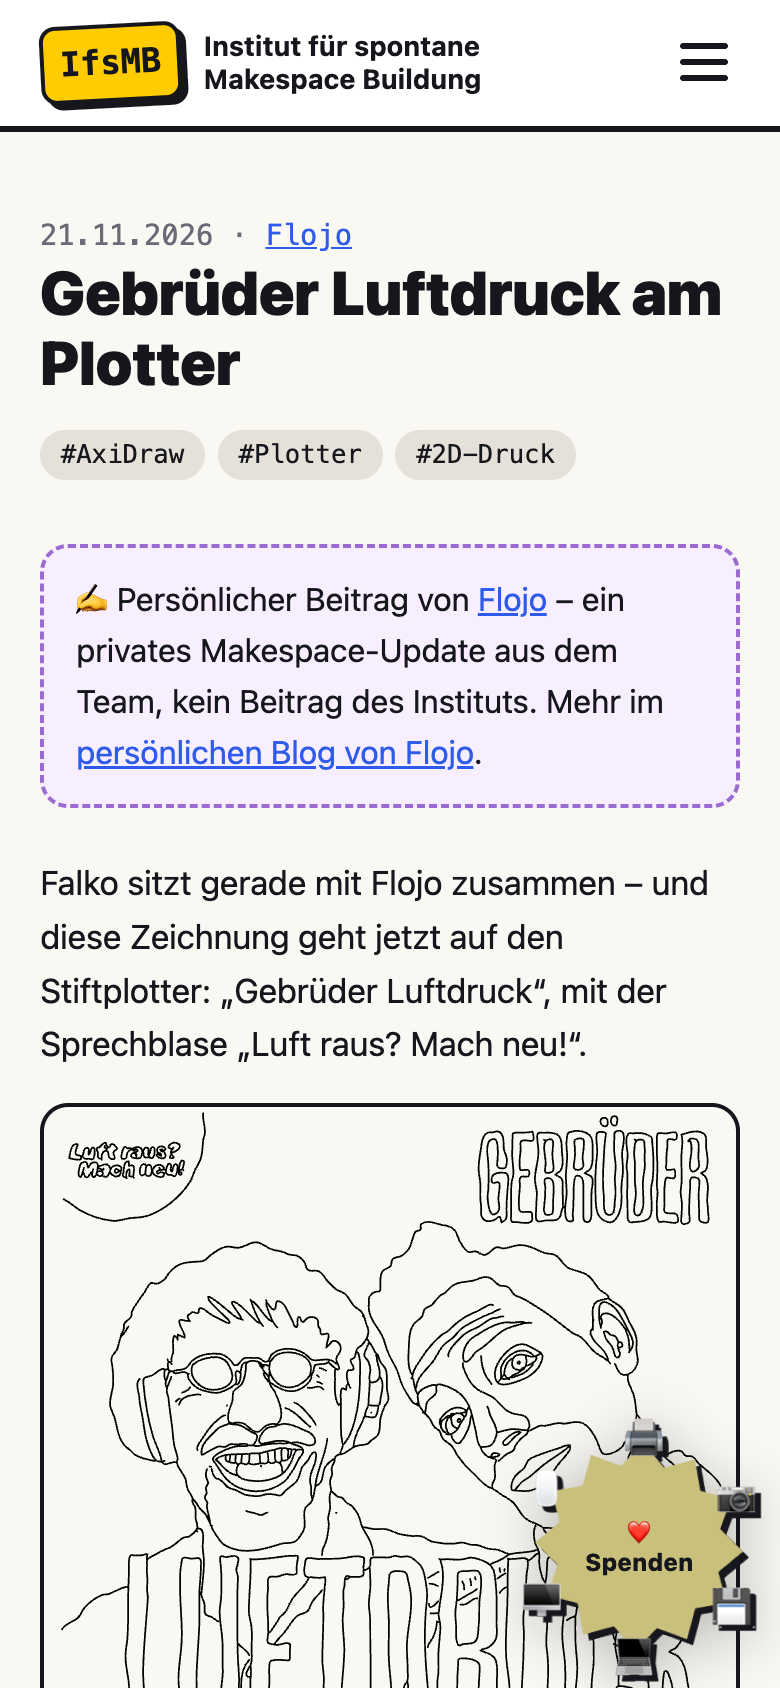 IfsMB
Institut für spontane
Makespace Buildung
21.11.2026 · Flojo
Gebrüder Luftdruck am
Plotter
#AxiDraw #Plotter #2D-Druck
✍️ Persönlicher Beitrag von Flojo – ein
privates Makespace-Update aus dem
Team, kein Beitrag des Instituts. Mehr im
persönlichen Blog von Flojo.
Falko sitzt gerade mit Flojo zusammen – und
diese Zeichnung geht jetzt auf den
Stiftplotter: „Gebrüder Luftdruck“, mit der
Sprechblase „Luft raus? Mach neu!“.
Luft raus?
Mach neu!
GEBRÜDER
❤️
Spenden